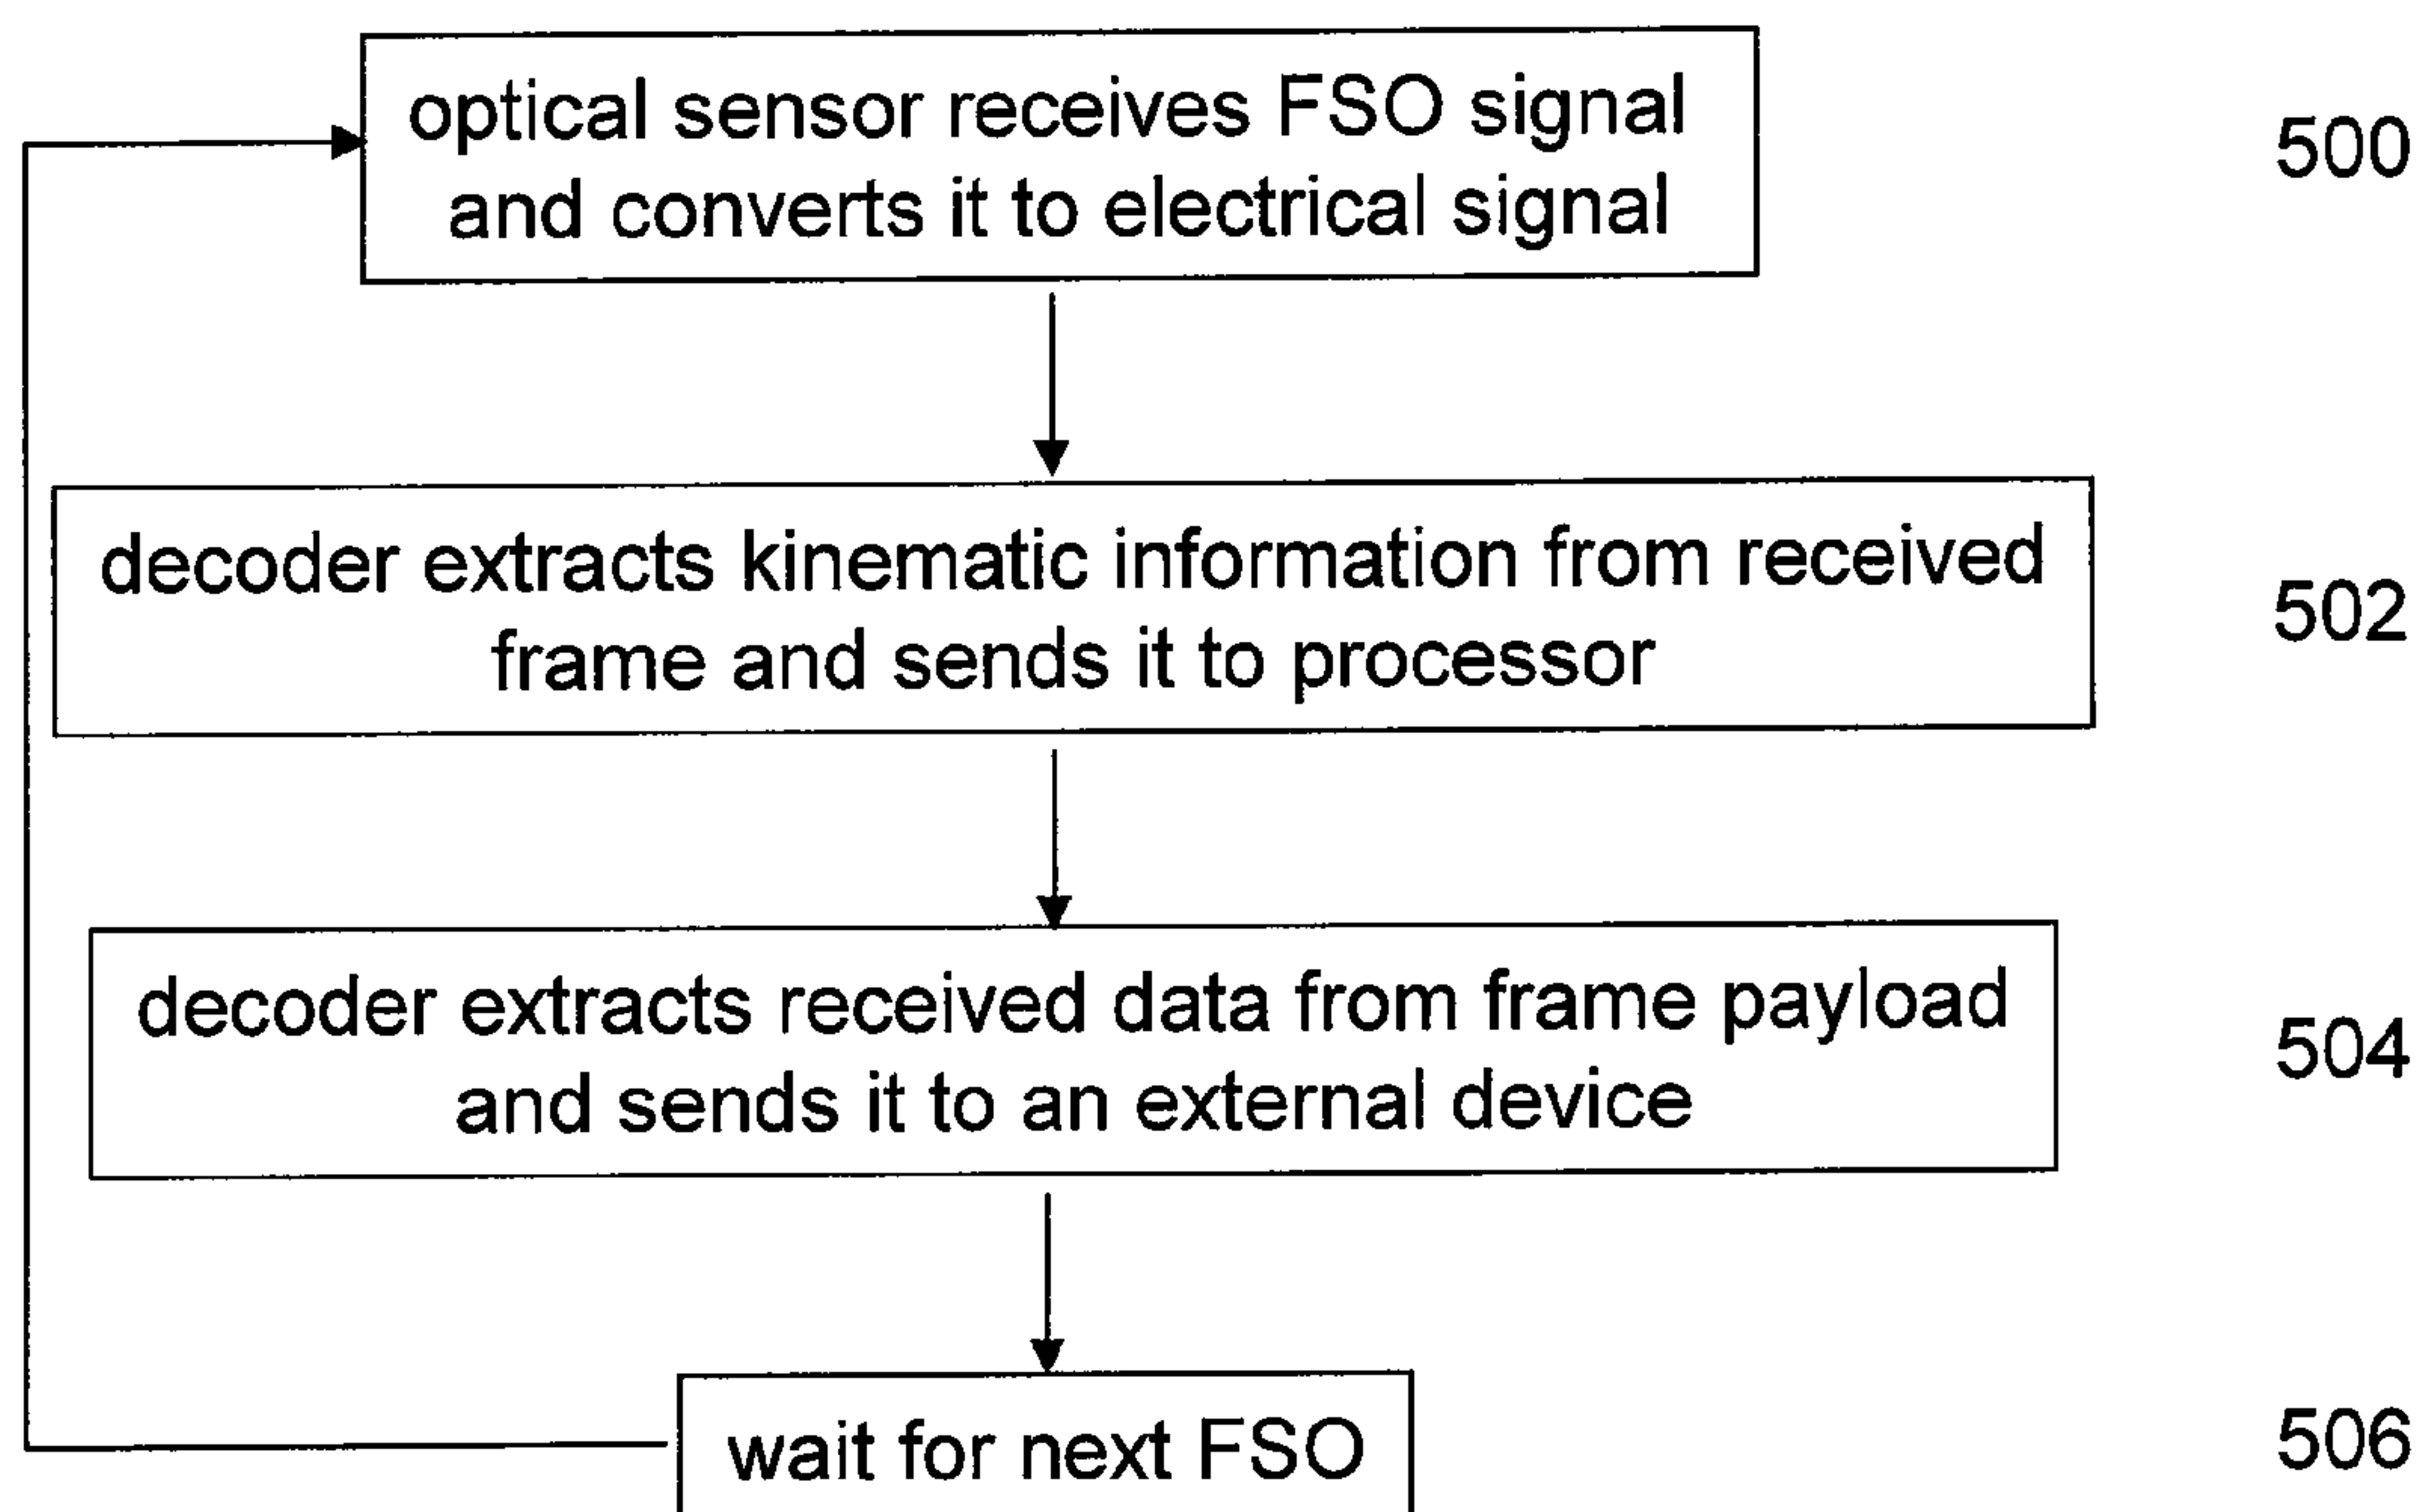 optical sensor receives FSO signal
and converts it to electrical signal
500
decoder extracts kinematic information from received
frame and sends it to processor
502
decoder extracts received data from frame payload
and sends it to an external device
504
wait for next FSO
506